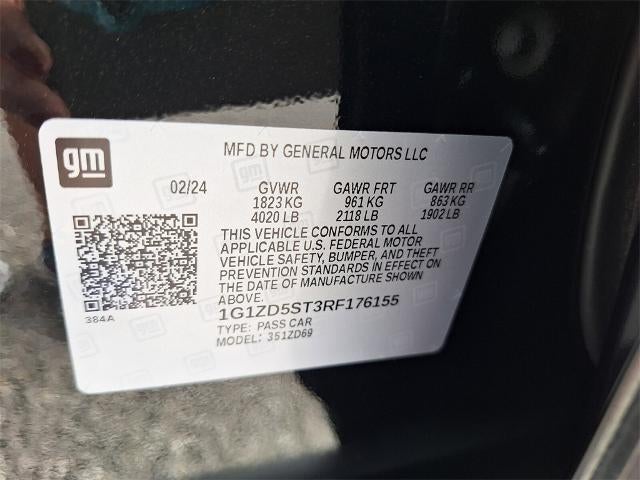 gm
MFD BY GENERAL MOTORS LLC
02/24 GVWR GAWR FRT GAWR RR
1823 KG 961 KG 863 KG
4020 LB 2118 LB 1902 LB
THIS VEHICLE CONFORMS TO ALL
APPLICABLE U.S. FEDERAL MOTOR
VEHICLE SAFETY, BUMPER, AND THEFT
PREVENTION STANDARDS IN EFFECT ON
THE DATE OF MANUFACTURE SHOWN
ABOVE.
384A
1G1ZD5ST3RF176155
TYPE: PASS CAR
MODEL: 351ZD69